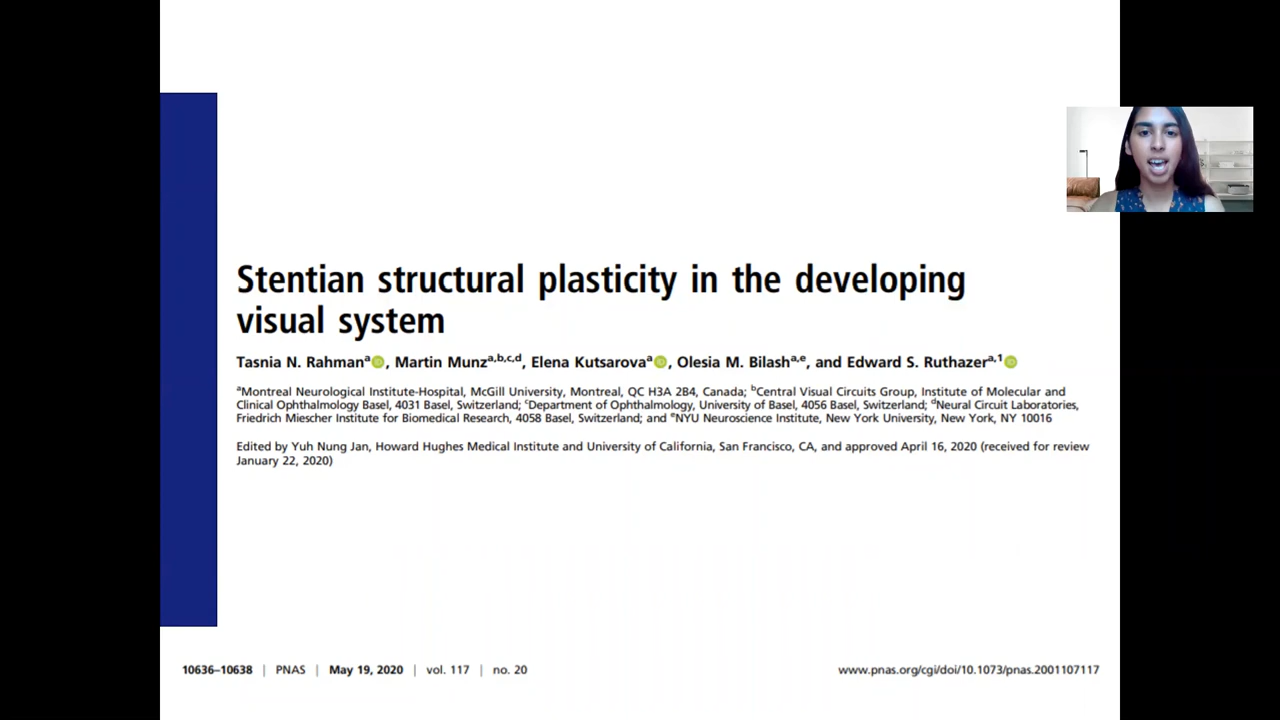 Stentian structural plasticity in the developing
visual system
Tasnia N. Rahmanᵃ, Martin Munzᵃ,ᵇ,ᶜ,ᵈ, Elena Kutsarovaᵃ, Olesia M. Bilashᵃ,ᵉ, and Edward S. Ruthazerᵃ,¹
ᵃMontreal Neurological Institute-Hospital, McGill University, Montreal, QC H3A 2B4, Canada; ᵇCentral Visual Circuits Group, Institute of Molecular and
Clinical Ophthalmology Basel, 4031 Basel, Switzerland; ᶜDepartment of Ophthalmology, University of Basel, 4056 Basel, Switzerland; ᵈNeural Circuit Laboratories,
Friedrich Miescher Institute for Biomedical Research, 4058 Basel, Switzerland; and ᵉNYU Neuroscience Institute, New York University, New York, NY 10016
Edited by Yuh Nung Jan, Howard Hughes Medical Institute and University of California, San Francisco, CA, and approved April 16, 2020 (received for review
January 22, 2020)
10636–10638 | PNAS | May 19, 2020 | vol. 117 | no. 20
www.pnas.org/cgi/doi/10.1073/pnas.2001107117